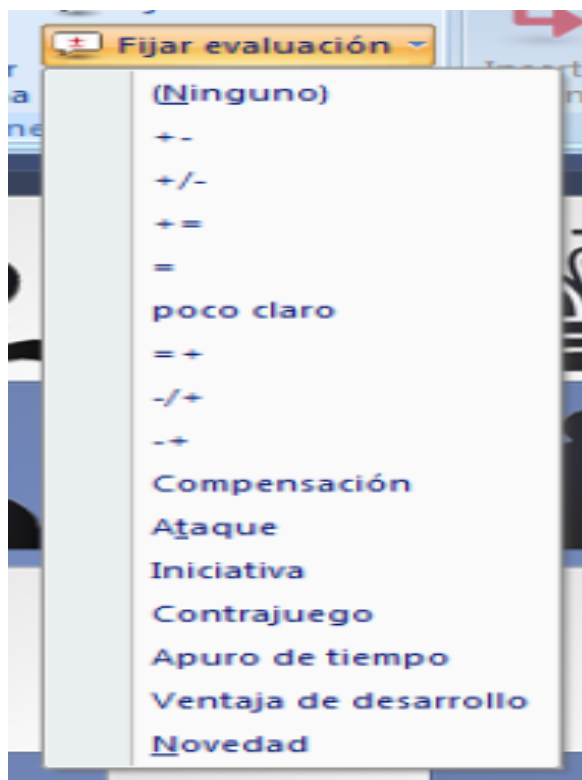 Fijar evaluación
(Ninguno)
+-
+/-
+=
=
poco claro
=+
-/+
-+
Compensación
Ataque
Iniciativa
Contrajuego
Apuro de tiempo
Ventaja de desarrollo
Novedad